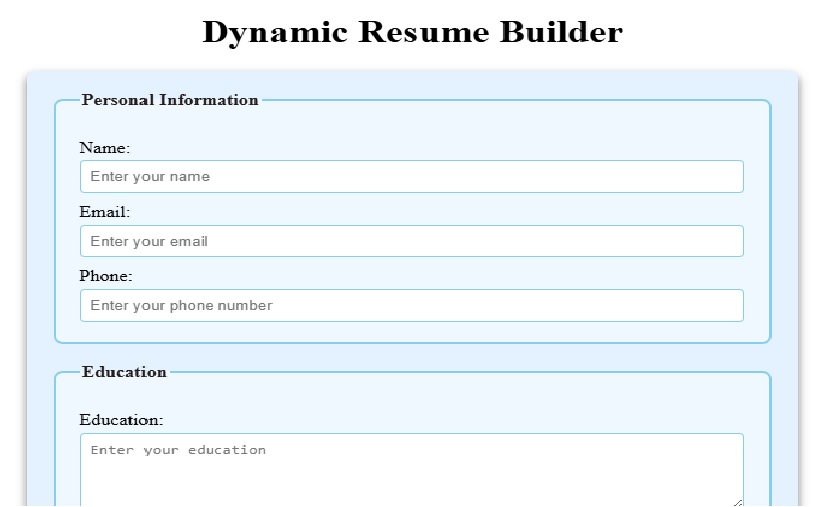 Dynamic Resume Builder
Personal Information
Name:
Enter your name
Email:
Enter your email
Phone:
Enter your phone number
Education
Education:
Enter your education